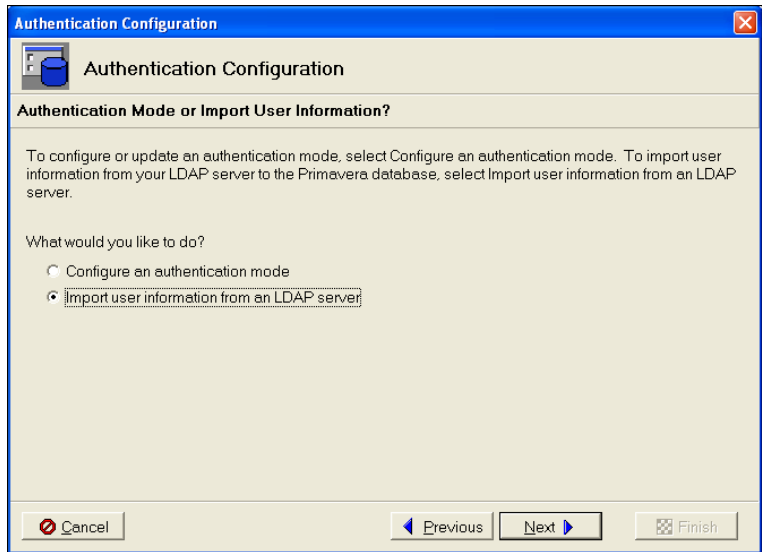 Authentication Configuration
Authentication Configuration
Authentication Mode or Import User Information?
To configure or update an authentication mode, select Configure an authentication mode. To import user
information from your LDAP server to the Primavera database, select Import user information from an LDAP
server.
What would you like to do?
Configure an authentication mode
Import user information from an LDAP server
Cancel
Previous
Next
Finish